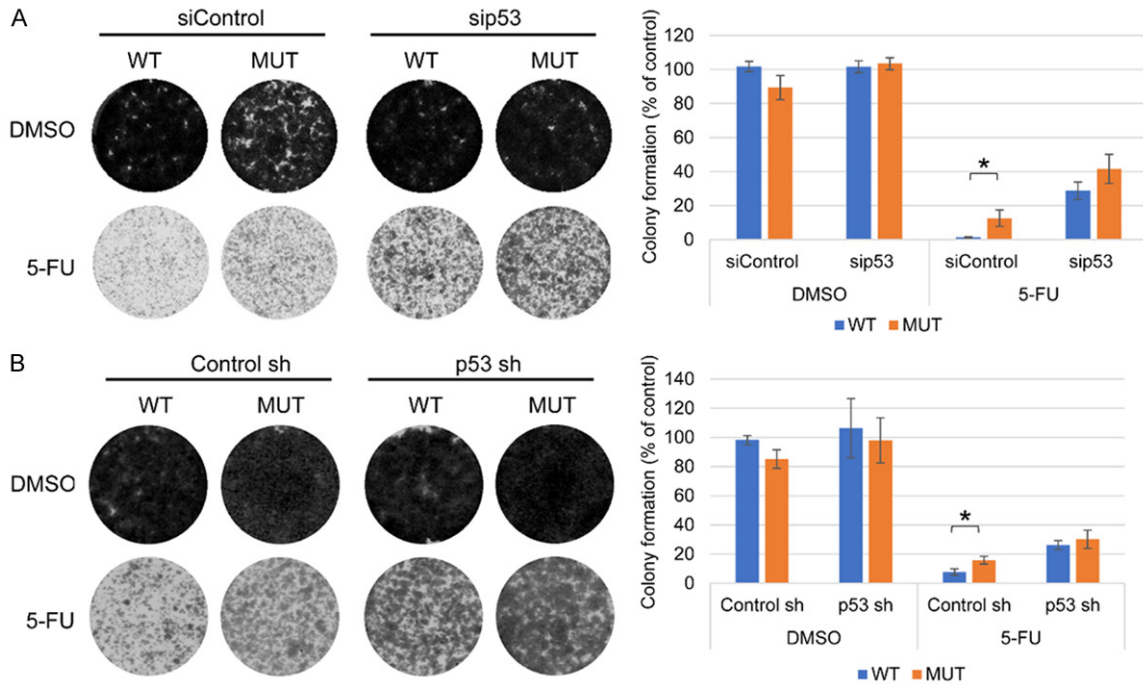 A
siControl
sip53
WT
MUT
WT
MUT
DMSO
5-FU
Colony formation (% of control)
120
100
80
60
40
20
0
*
siControl
sip53
siControl
sip53
DMSO
5-FU
WT
MUT
B
Control sh
p53 sh
WT
MUT
WT
MUT
DMSO
5-FU
Colony formation (% of control)
140
120
100
80
60
40
20
0
*
Control sh
p53 sh
Control sh
p53 sh
DMSO
5-FU
WT
MUT